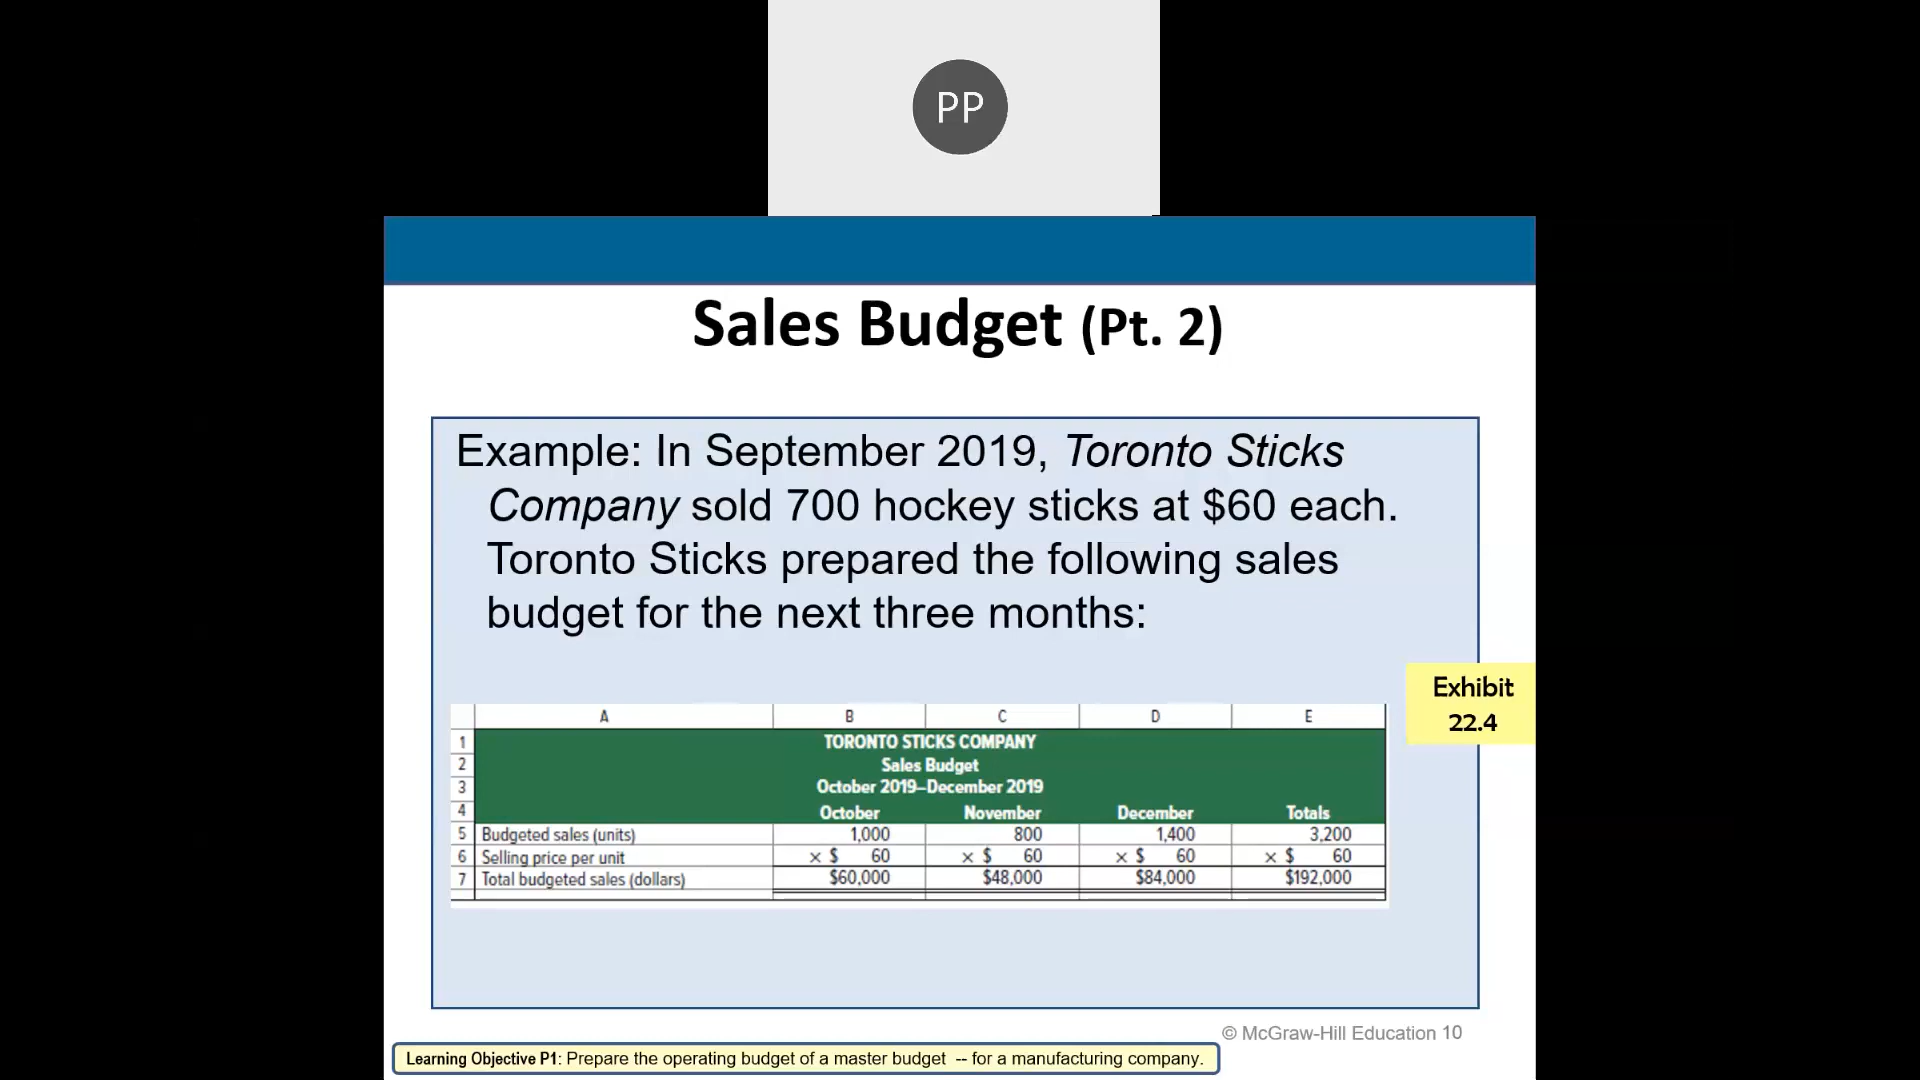 PP
Sales Budget (Pt. 2)
Example: In September 2019, Toronto Sticks
Company sold 700 hockey sticks at $60 each.
Toronto Sticks prepared the following sales
budget for the next three months:
Exhibit
22.4
A B C D E
1 TORONTO STICKS COMPANY
2 Sales Budget
3 October 2019–December 2019
4 October November December Totals
5 Budgeted sales (units) 1,000 800 1,400 3,200
6 Selling price per unit × $ 60 × $ 60 × $ 60 × $ 60
7 Total budgeted sales (dollars) $60,000 $48,000 $84,000 $192,000
© McGraw-Hill Education 10
Learning Objective P1: Prepare the operating budget of a master budget -- for a manufacturing company.